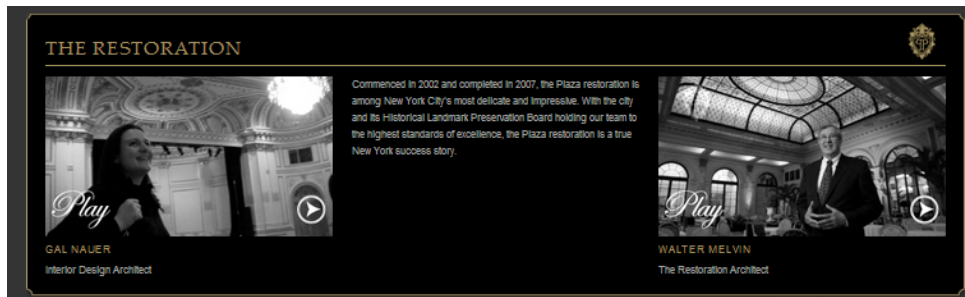 THE RESTORATION
Commenced in 2002 and completed in 2007, the Plaza restoration is
among New York City's most delicate and impressive. With the city
and its Historical Landmark Preservation Board holding our team to
the highest standards of excellence, the Plaza restoration is a true
New York success story.
Play
GAL NAUER
Interior Design Architect
Play
WALTER MELVIN
The Restoration Architect